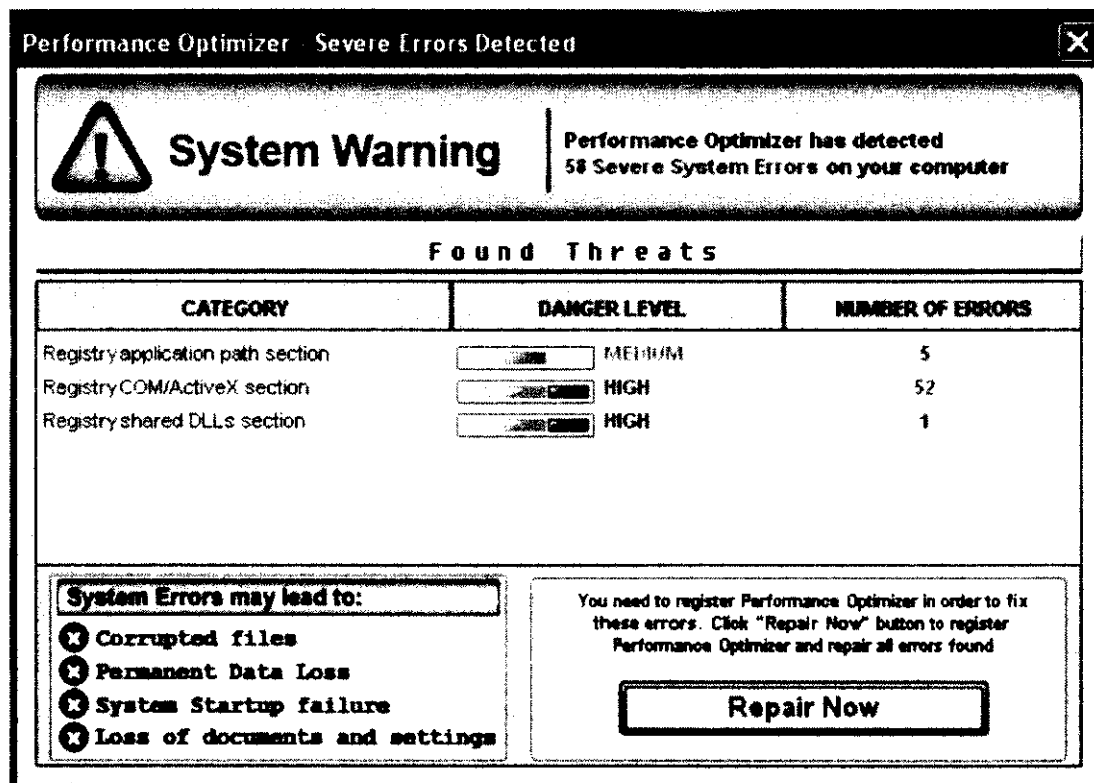 Performance Optimizer - Severe Errors Detected
System Warning
Performance Optimizer has detected
58 Severe System Errors on your computer
Found Threats
CATEGORY DANGER LEVEL NUMBER OF ERRORS
Registry application path section MEDIUM 5
Registry COM/ActiveX section HIGH 52
Registry shared DLLs section HIGH 1
System Errors may lead to:
Corrupted files
Permanent Data Loss
System Startup failure
Loss of documents and settings
You need to register Performance Optimizer in order to fix
these errors. Click "Repair Now" button to register
Performance Optimizer and repair all errors found
Repair Now